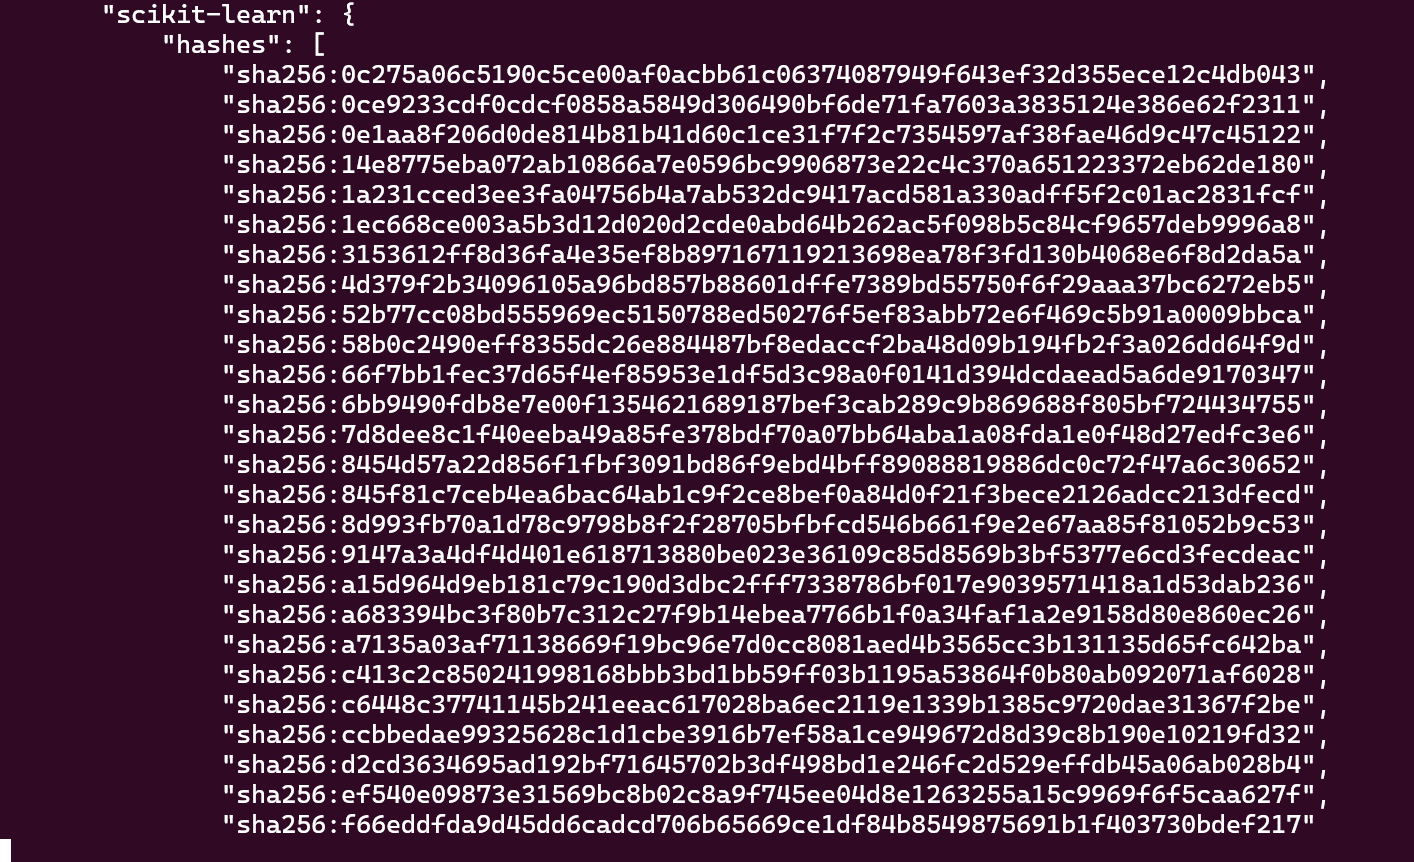 "scikit-learn": {
"hashes": [
"sha256:0c275a06c5190c5ce00af0acbb61c06374087949f643ef32d355ece12c4db043",
"sha256:0ce9233cdf0cdcf0858a5849d306490bf6de71fa7603a3835124e386e62f2311",
"sha256:0e1aa8f206d0de814b81b41d60c1ce31f7f2c7354597af38fae46d9c47c45122",
"sha256:14e8775eba072ab10866a7e0596bc9906873e22c4c370a651223372eb62de180",
"sha256:1a231cced3ee3fa04756b4a7ab532dc9417acd581a330adff5f2c01ac2831fcf",
"sha256:1ec668ce003a5b3d12d020d2cde0abd64b262ac5f098b5c84cf9657deb9996a8",
"sha256:3153612ff8d36fa4e35ef8b897167119213698ea78f3fd130b4068e6f8d2da5a",
"sha256:4d379f2b34096105a96bd857b88601dffe7389bd55750f6f29aaa37bc6272eb5",
"sha256:52b77cc08bd555969ec5150788ed50276f5ef83abb72e6f469c5b91a0009bbca",
"sha256:58b0c2490eff8355dc26e884487bf8edaccf2ba48d09b194fb2f3a026dd64f9d",
"sha256:66f7bb1fec37d65f4ef85953e1df5d3c98a0f0141d394dcdaead5a6de9170347",
"sha256:6bb9490fdb8e7e00f1354621689187bef3cab289c9b869688f805bf724434755",
"sha256:7d8dee8c1f40eeba49a85fe378bdf70a07bb64aba1a08fda1e0f48d27edfc3e6",
"sha256:8454d57a22d856f1fbf3091bd86f9ebd4bff89088819886dc0c72f47a6c30652",
"sha256:845f81c7ceb4ea6bac64ab1c9f2ce8bef0a84d0f21f3bece2126adcc213dfecd",
"sha256:8d993fb70a1d78c9798b8f2f28705bfbfcd546b661f9e2e67aa85f81052b9c53",
"sha256:9147a3a4df4d401e618713880be023e36109c85d8569b3bf5377e6cd3fecdeac",
"sha256:a15d964d9eb181c79c190d3dbc2fff7338786bf017e9039571418a1d53dab236",
"sha256:a683394bc3f80b7c312c27f9b14ebea7766b1f0a34faf1a2e9158d80e860ec26",
"sha256:a7135a03af71138669f19bc96e7d0cc8081aed4b3565cc3b131135d65fc642ba",
"sha256:c413c2c850241998168bbb3bd1bb59ff03b1195a53864f0b80ab092071af6028",
"sha256:c6448c37741145b241eeac617028ba6ec2119e1339b1385c9720dae31367f2be",
"sha256:ccbbedae99325628c1d1cbe3916b7ef58a1ce949672d8d39c8b190e10219fd32",
"sha256:d2cd3634695ad192bf71645702b3df498bd1e246fc2d529effdb45a06ab028b4",
"sha256:ef540e09873e31569bc8b02c8a9f745ee04d8e1263255a15c9969f6f5caa627f",
"sha256:f66eddfda9d45dd6cadcd706b65669ce1df84b8549875691b1f403730bdef217"